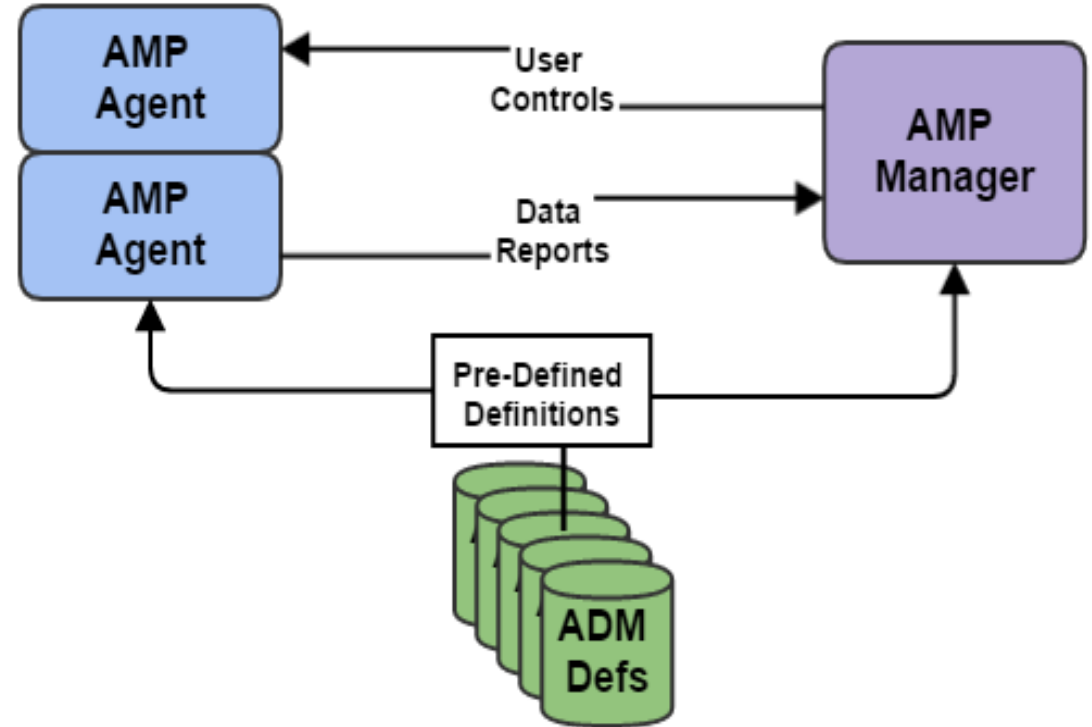 AMP
Agent
AMP
Agent
User
Controls
AMP
Manager
Data
Reports
Pre-Defined
Definitions
ADM
Defs